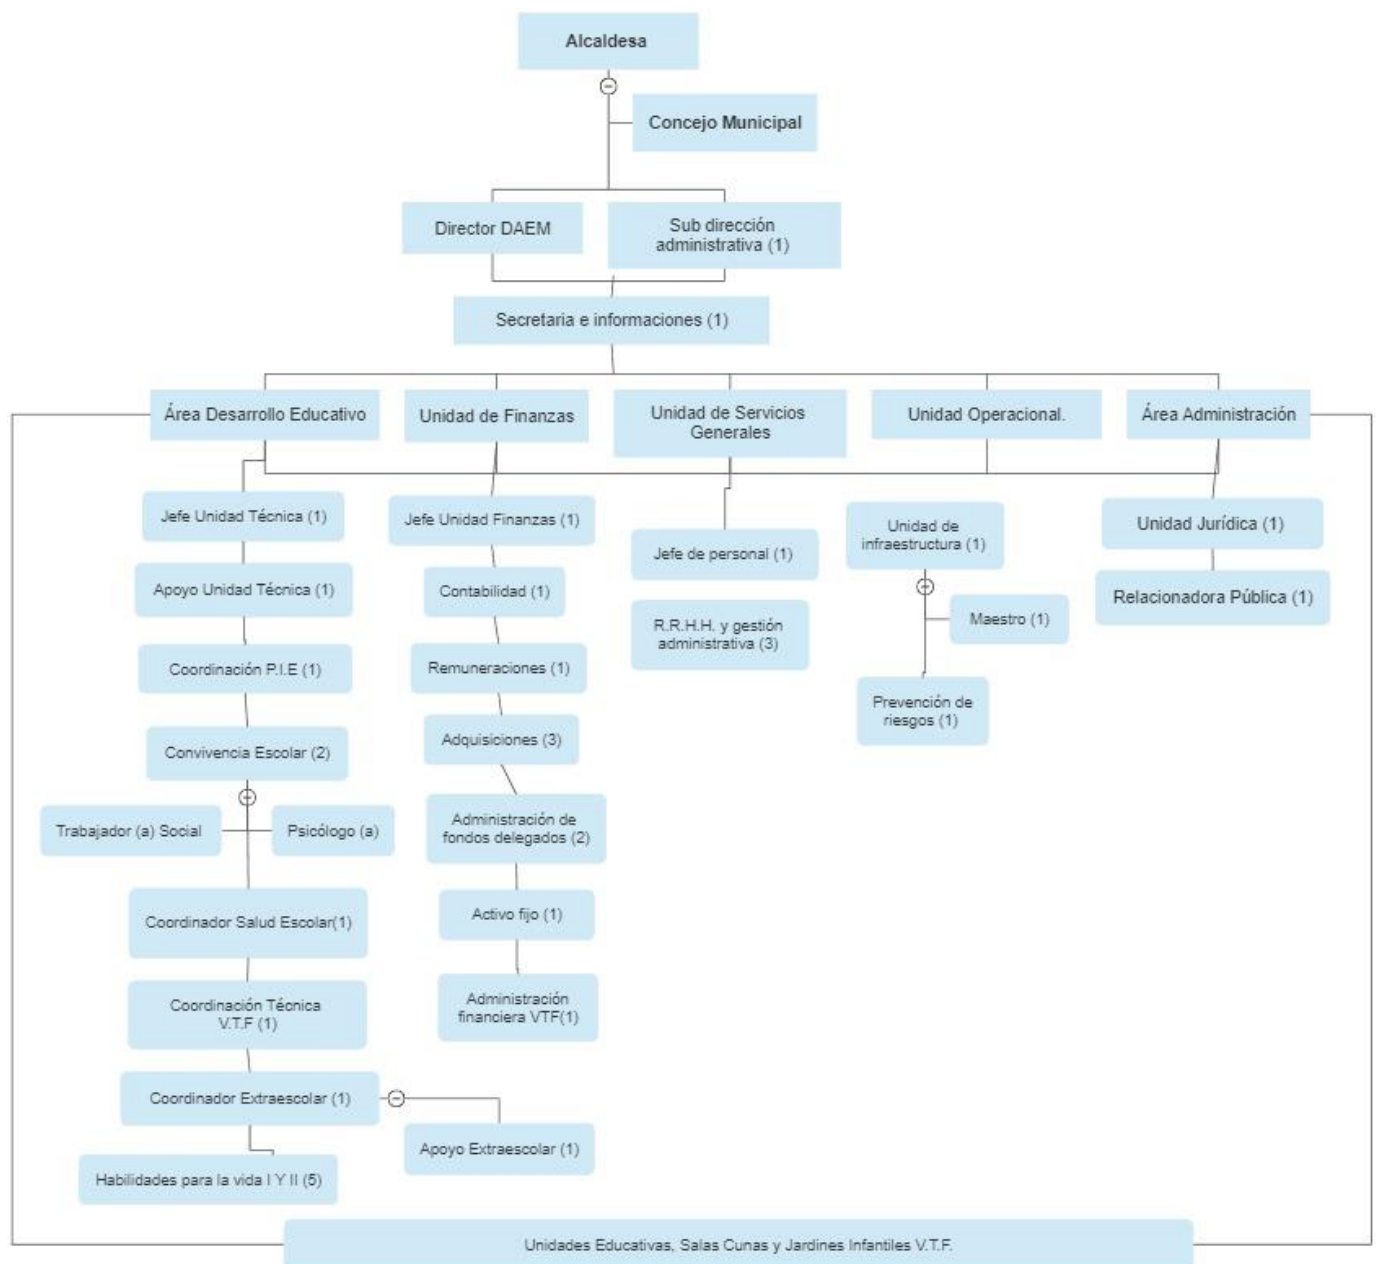 Alcaldesa
Concejo Municipal
Director DAEM
Sub dirección
administrativa (1)
Secretaria e informaciones (1)
Área Desarrollo Educativo
Unidad de Finanzas
Unidad de Servicios
Generales
Unidad Operacional.
Área Administración
Jefe Unidad Técnica (1)
Apoyo Unidad Técnica (1)
Coordinación P.I.E (1)
Convivencia Escolar (2)
Trabajador (a) Social
Psicólogo (a)
Coordinador Salud Escolar(1)
Coordinación Técnica
V.T.F (1)
Coordinador Extraescolar (1)
Apoyo Extraescolar (1)
Habilidades para la vida I Y II (5)
Jefe Unidad Finanzas (1)
Contabilidad (1)
Remuneraciones (1)
Adquisiciones (3)
Administración de
fondos delegados (2)
Activo fijo (1)
Administración
financiera VTF(1)
Jefe de personal (1)
R.R.H.H. y gestión
administrativa (3)
Unidad de
infraestructura (1)
Maestro (1)
Prevención de
riesgos (1)
Unidad Jurídica (1)
Relacionadora Pública (1)
Unidades Educativas, Salas Cunas y Jardines Infantiles V.T.F.